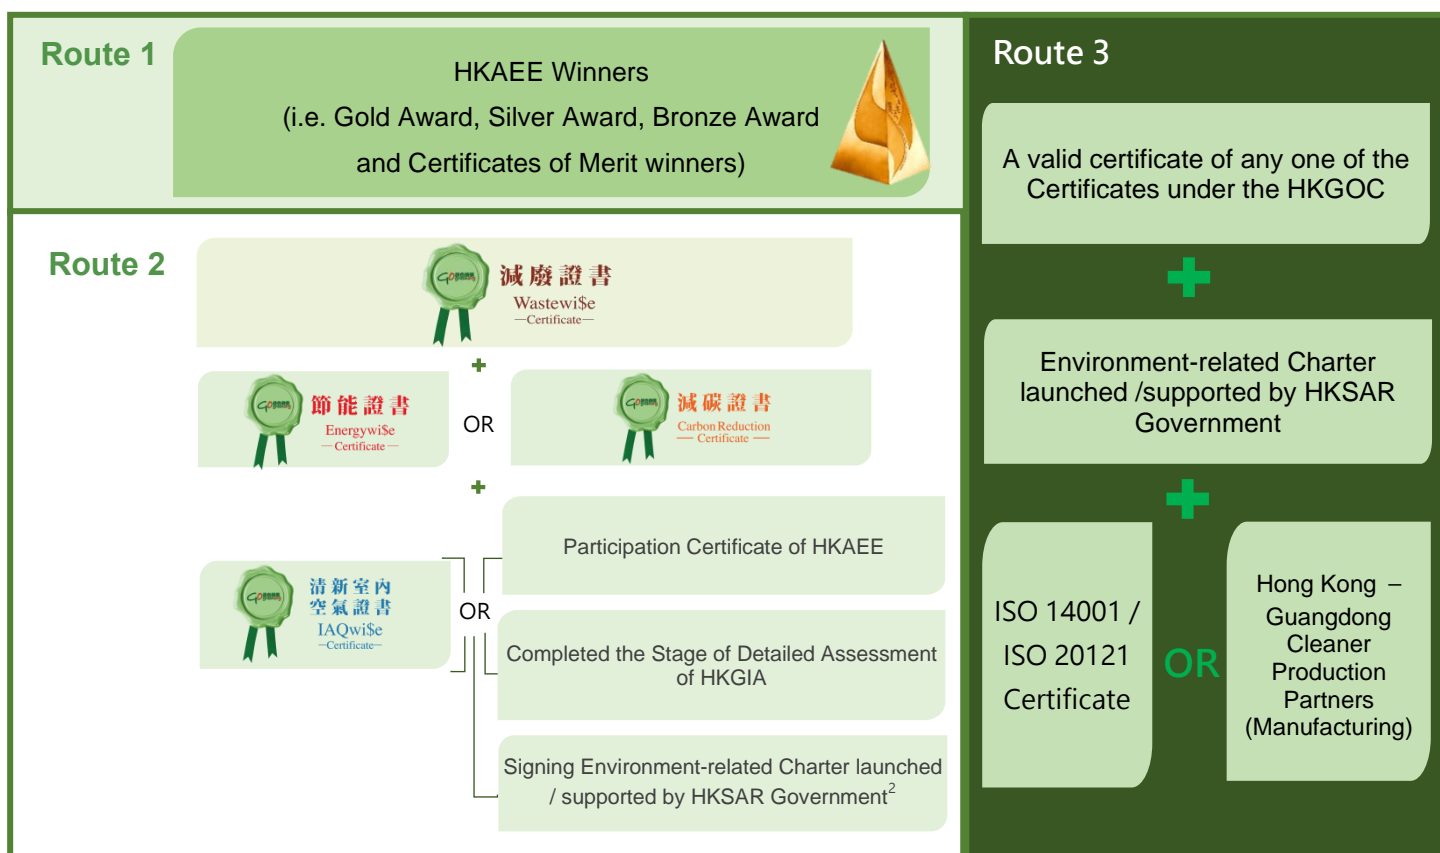 Route 1
HKAEE Winners
(i.e. Gold Award, Silver Award, Bronze Award
and Certificates of Merit winners)
Route 2
減廢證書
Wastewi$e
—Certificate—
+
節能證書
Energywi$e
—Certificate—
OR
減碳證書
Carbon Reduction
— Certificate —
+
清新室內
空氣證書
IAQwi$e
—Certificate—
OR
Participation Certificate of HKAEE
Completed the Stage of Detailed Assessment
of HKGIA
Signing Environment-related Charter launched
/ supported by HKSAR Government2
Route 3
A valid certificate of any one of the
Certificates under the HKGOC
+
Environment-related Charter
launched /supported by HKSAR
Government
+
ISO 14001 /
ISO 20121
Certificate
OR
Hong Kong –
Guangdong
Cleaner
Production
Partners
(Manufacturing)